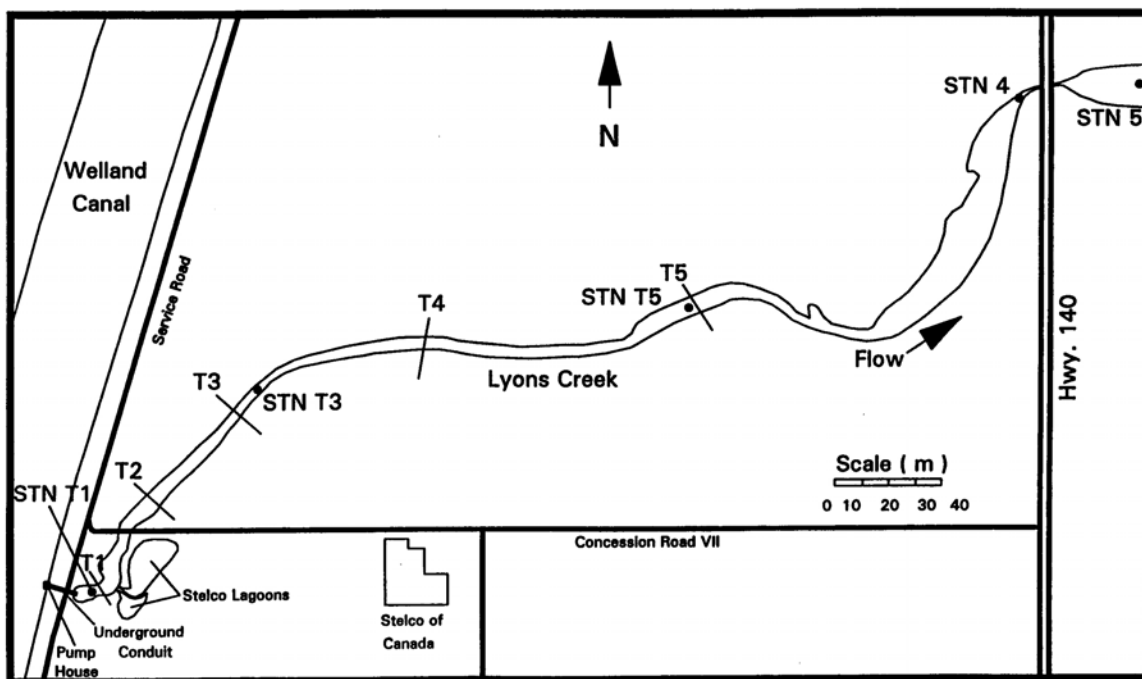 STN 4
STN 5
N
Welland
Canal
Service Road
T5
STN T5
T4
Hwy. 140
Flow
Lyons Creek
T3
STN T3
Scale ( m )
0 10 20 30 40
T2
STN T1
Concession Road VII
T1
Stelco Lagoons
Stelco of
Canada
Underground
Conduit
Pump
House